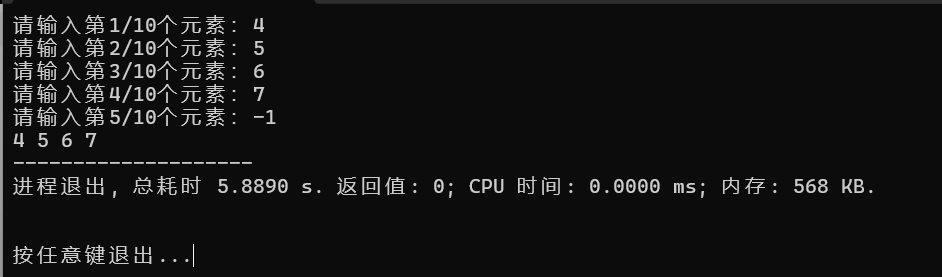 请输入第1/10个元素: 4
请输入第2/10个元素: 5
请输入第3/10个元素: 6
请输入第4/10个元素: 7
请输入第5/10个元素: -1
4 5 6 7
--------------------
进程退出, 总耗时 5.8890 s. 返回值: 0; CPU 时间: 0.0000 ms; 内存: 568 KB.
按任意键退出...